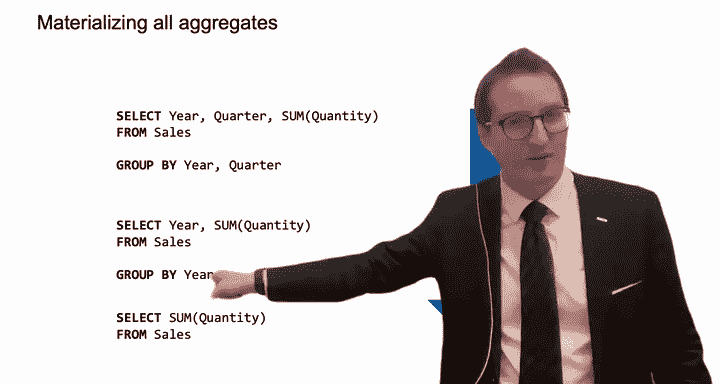 Materializing all aggregates
SELECT Year, Quarter, SUM(Quantity)
FROM Sales
GROUP BY Year, Quarter
SELECT Year, SUM(Quantity)
FROM Sales
GROUP BY Year
SELECT SUM(Quantity)
FROM Sales